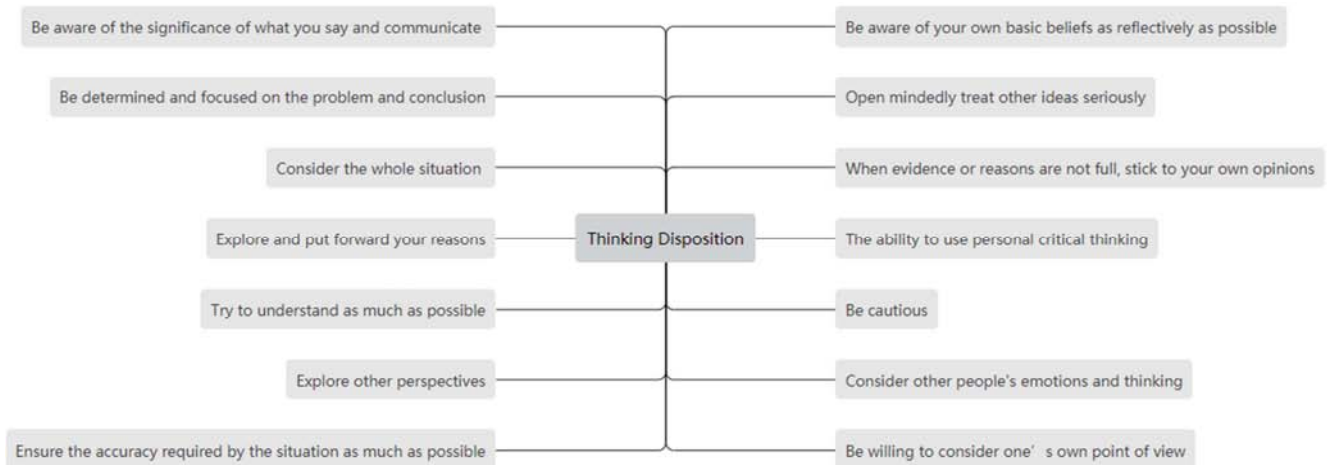 Be aware of the significance of what you say and communicate
Be determined and focused on the problem and conclusion
Consider the whole situation
Explore and put forward your reasons
Try to understand as much as possible
Explore other perspectives
Ensure the accuracy required by the situation as much as possible
Thinking Disposition
Be aware of your own basic beliefs as reflectively as possible
Open mindedly treat other ideas seriously
When evidence or reasons are not full, stick to your own opinions
The ability to use personal critical thinking
Be cautious
Consider other people's emotions and thinking
Be willing to consider one’ s own point of view